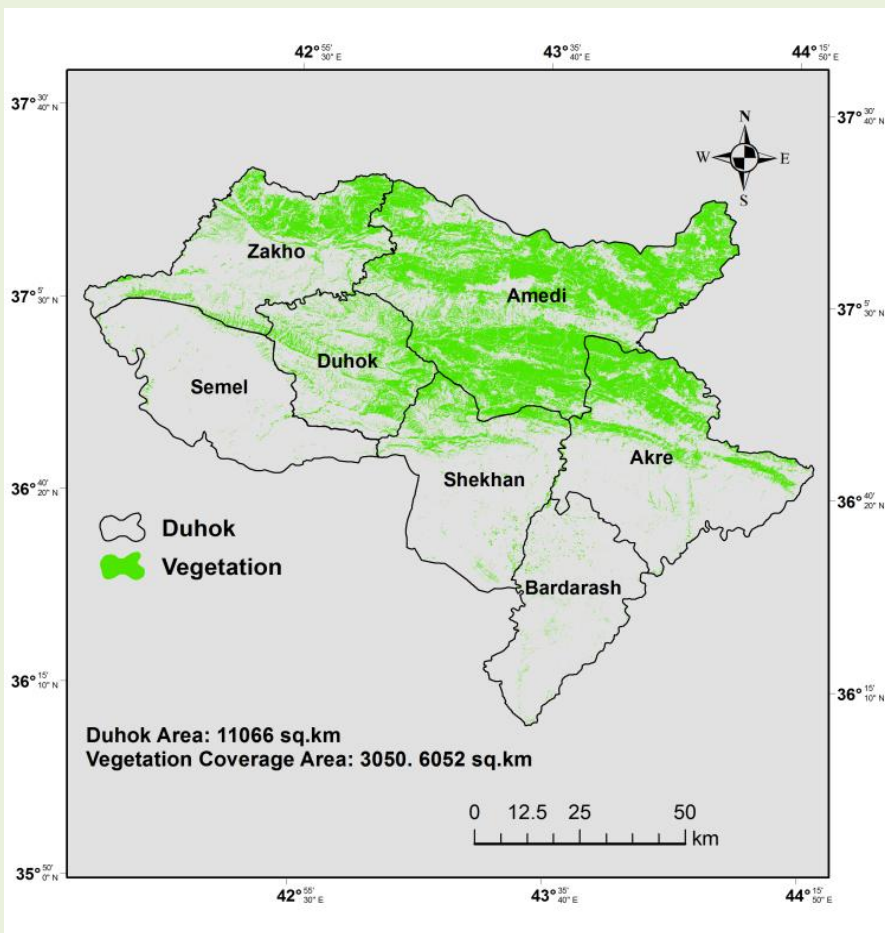 42° 55' 30" E
43° 35' 40" E
44° 15' 50" E
37° 30' 40" N
37° 30' 40" N
N
W E
S
Zakho
37° 5' 30" N
Amedi
37° 5' 30" N
Duhok
Semel
Akre
Shekhan
36° 40' 20" N
36° 40' 20" N
Duhok
Vegetation
Bardarash
36° 15' 10" N
36° 15' 10" N
Duhok Area: 11066 sq.km
Vegetation Coverage Area: 3050. 6052 sq.km
0 12.5 25 50
km
35° 50' 0" N
42° 55' 30" E
43° 35' 40" E
44° 15' 50" E